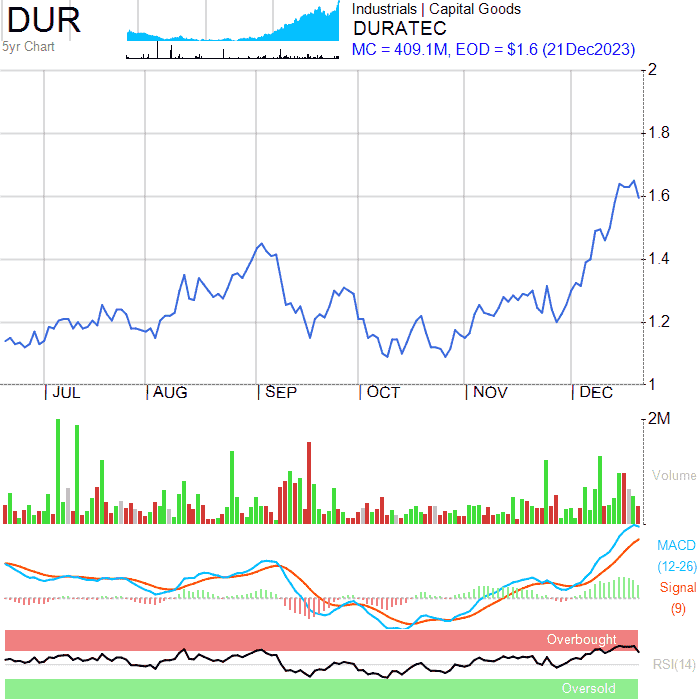 DUR
5yr Chart
Industrials | Capital Goods
DURATEC
MC = 409.1M, EOD = $1.6 (21Dec2023)
2
1.8
1.6
1.4
1.2
1
JUL
AUG
SEP
OCT
NOV
DEC
2M
Volume
MACD
(12-26)
Signal
(9)
Overbought
RSI(14)
Oversold